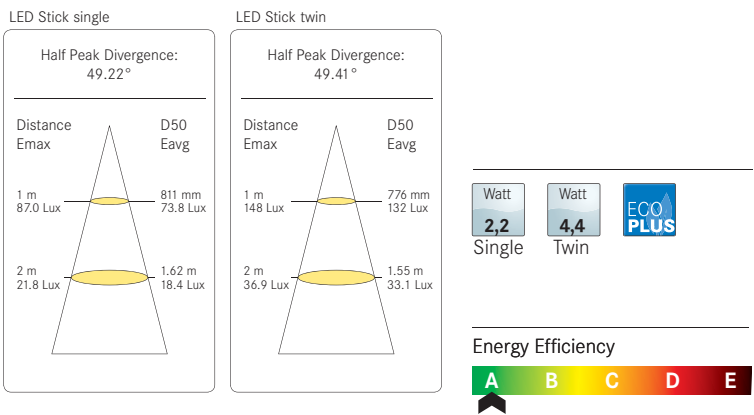 LED Stick single
Half Peak Divergence:
49.22°
Distance
Emax
D50
Eavg
1 m
87.0 Lux
811 mm
73.8 Lux
2 m
21.8 Lux
1.62 m
18.4 Lux
LED Stick twin
Half Peak Divergence:
49.41°
Distance
Emax
D50
Eavg
1 m
148 Lux
776 mm
132 Lux
2 m
36.9 Lux
1.55 m
33.1 Lux
Watt
2,2
Single
Watt
4,4
Twin
ECO
PLUS
Energy Efficiency
A B C D E